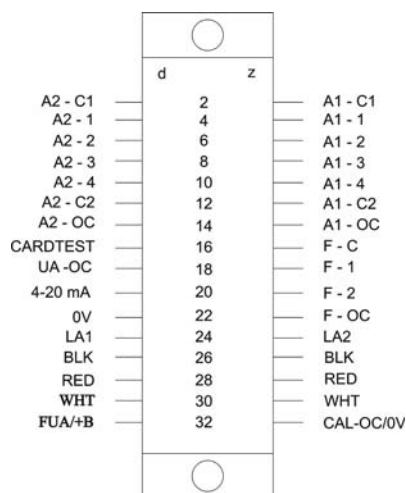 d z
A2 - C1 2 A1 - C1
A2 - 1 4 A1 - 1
A2 - 2 6 A1 - 2
A2 - 3 8 A1 - 3
A2 - 4 10 A1 - 4
A2 - C2 12 A1 - C2
A2 - OC 14 A1 - OC
CARDTEST 16 F - C
UA -OC 18 F - 1
4-20 mA 20 F - 2
0V 22 F - OC
LA1 24 LA2
BLK 26 BLK
RED 28 RED
WHT 30 WHT
FUA/+B 32 CAL-OC/0V